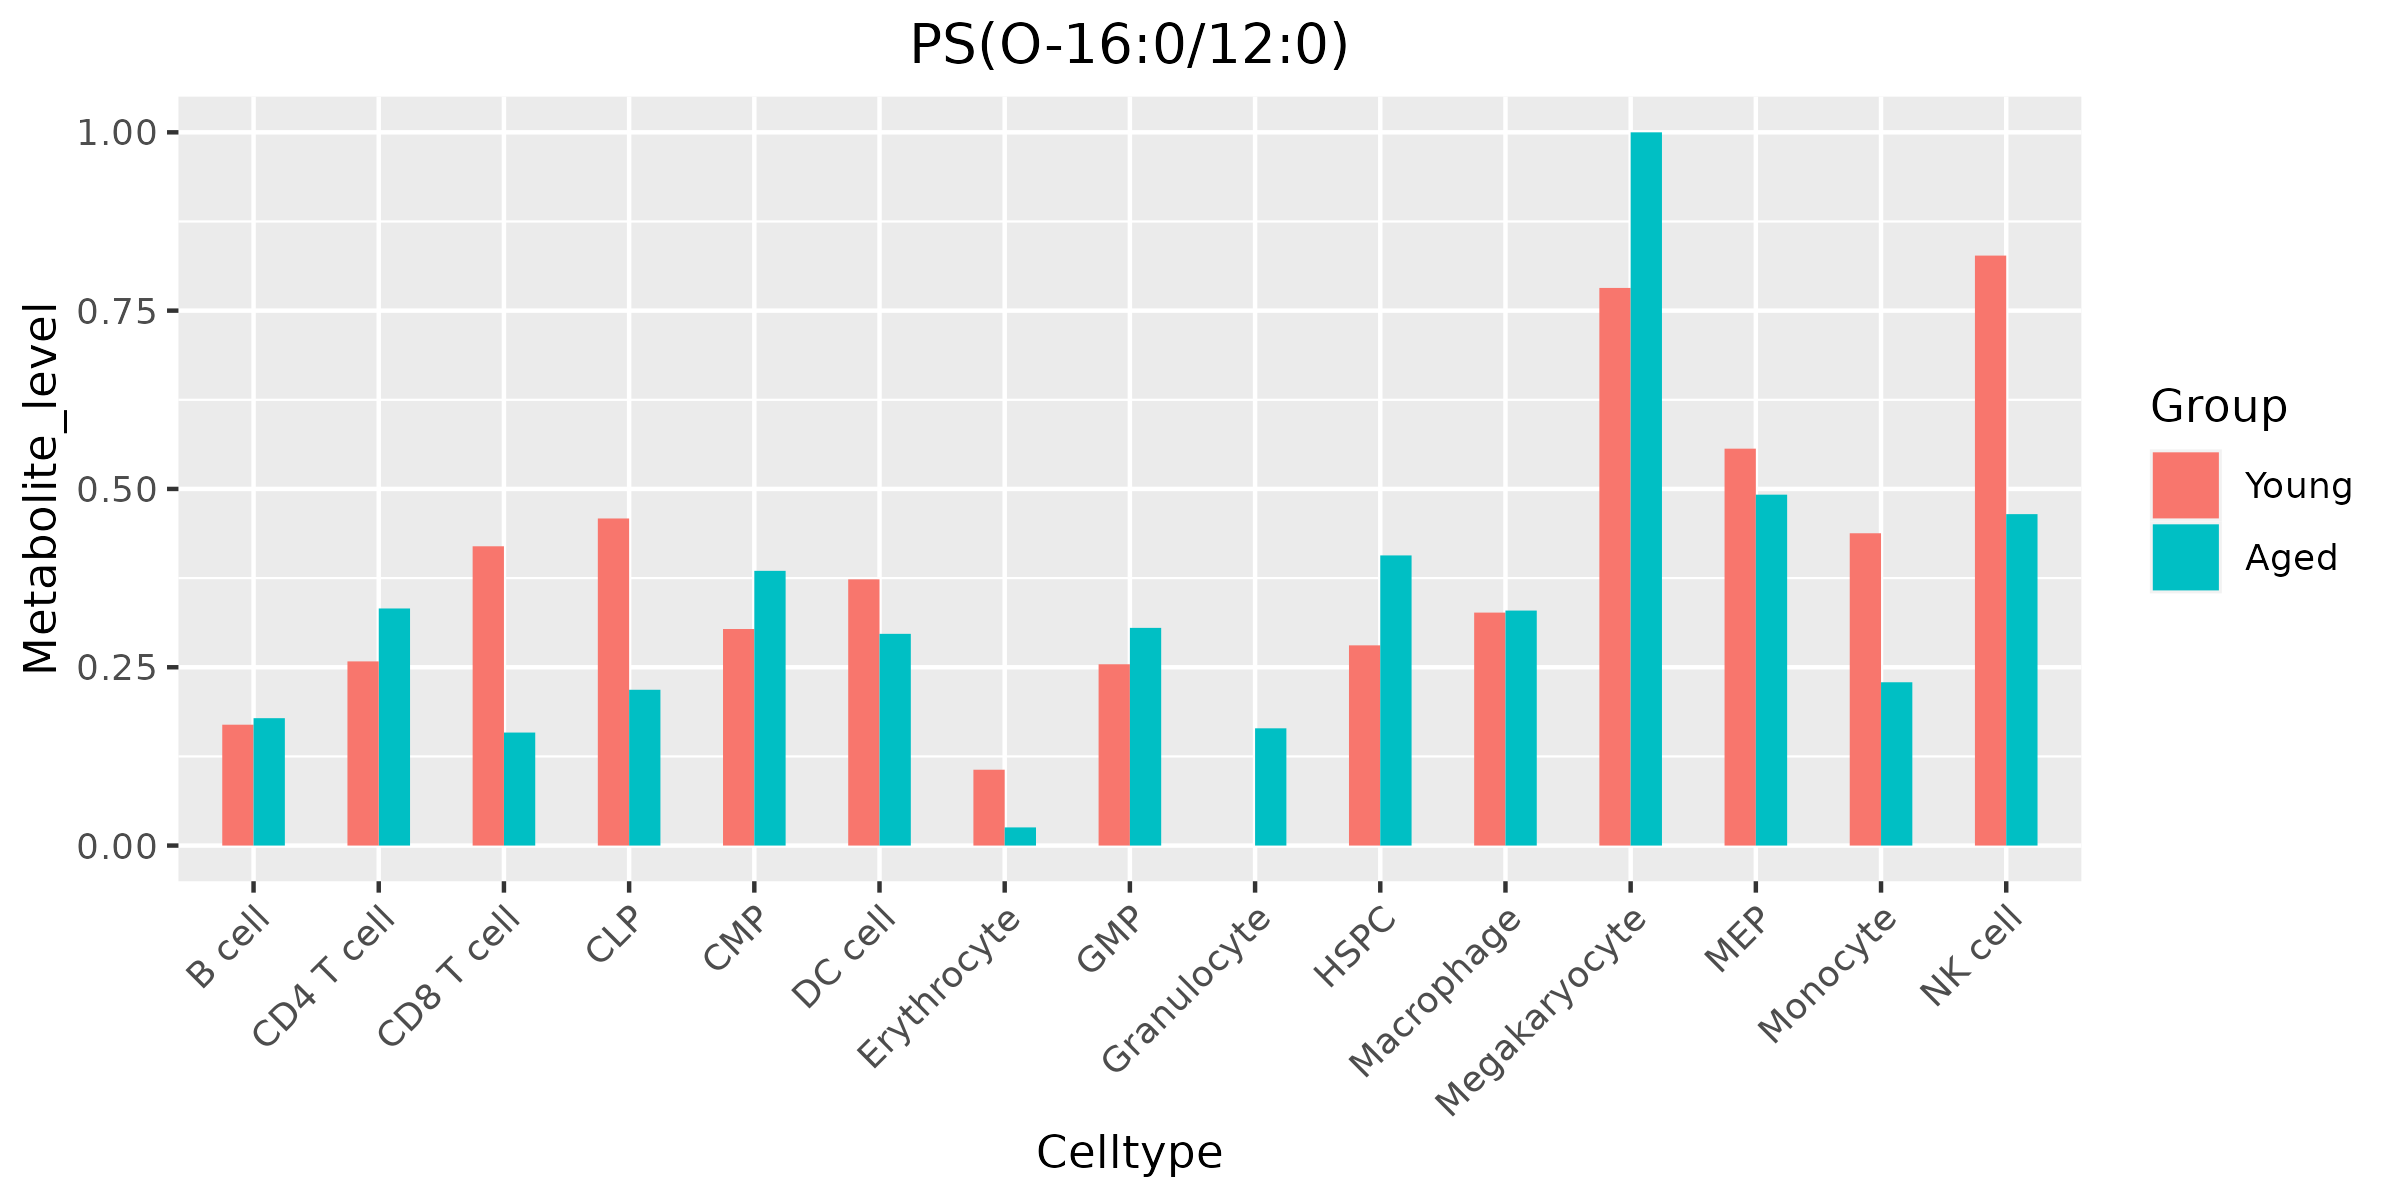 PS(O-16:0/12:0)
Metabolite_level
1.00
0.75
0.50
0.25
0.00
B cell
CD4 T cell
CD8 T cell
CLP
CMP
DC cell
Erythrocyte
GMP
Granulocyte
HSPC
Macrophage
Megakaryocyte
MEP
Monocyte
NK cell
Celltype
Group
Young
Aged